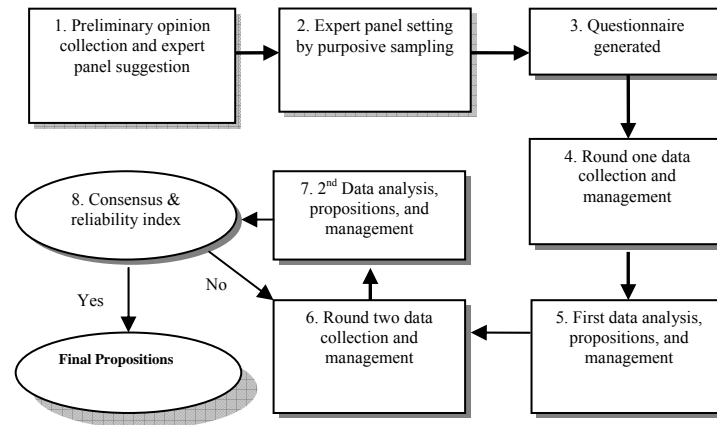 1. Preliminary opinion
collection and expert
panel suggestion
2. Expert panel setting
by purposive sampling
3. Questionnaire
generated
4. Round one data
collection and
management
5. First data analysis,
propositions, and
management
6. Round two data
collection and
management
7. 2nd Data analysis,
propositions, and
management
8. Consensus &
reliability index
No
Yes
Final Propositions